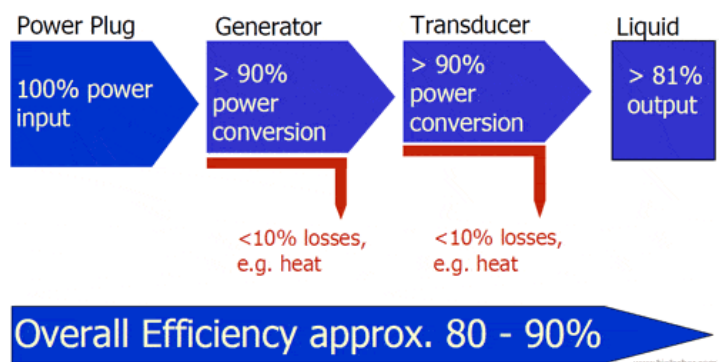 Power Plug
Generator
Transducer
Liquid
100% power
input
> 90%
power
conversion
> 90%
power
conversion
> 81%
output
<10% losses,
e.g. heat
<10% losses,
e.g. heat
Overall Efficiency approx. 80 - 90%